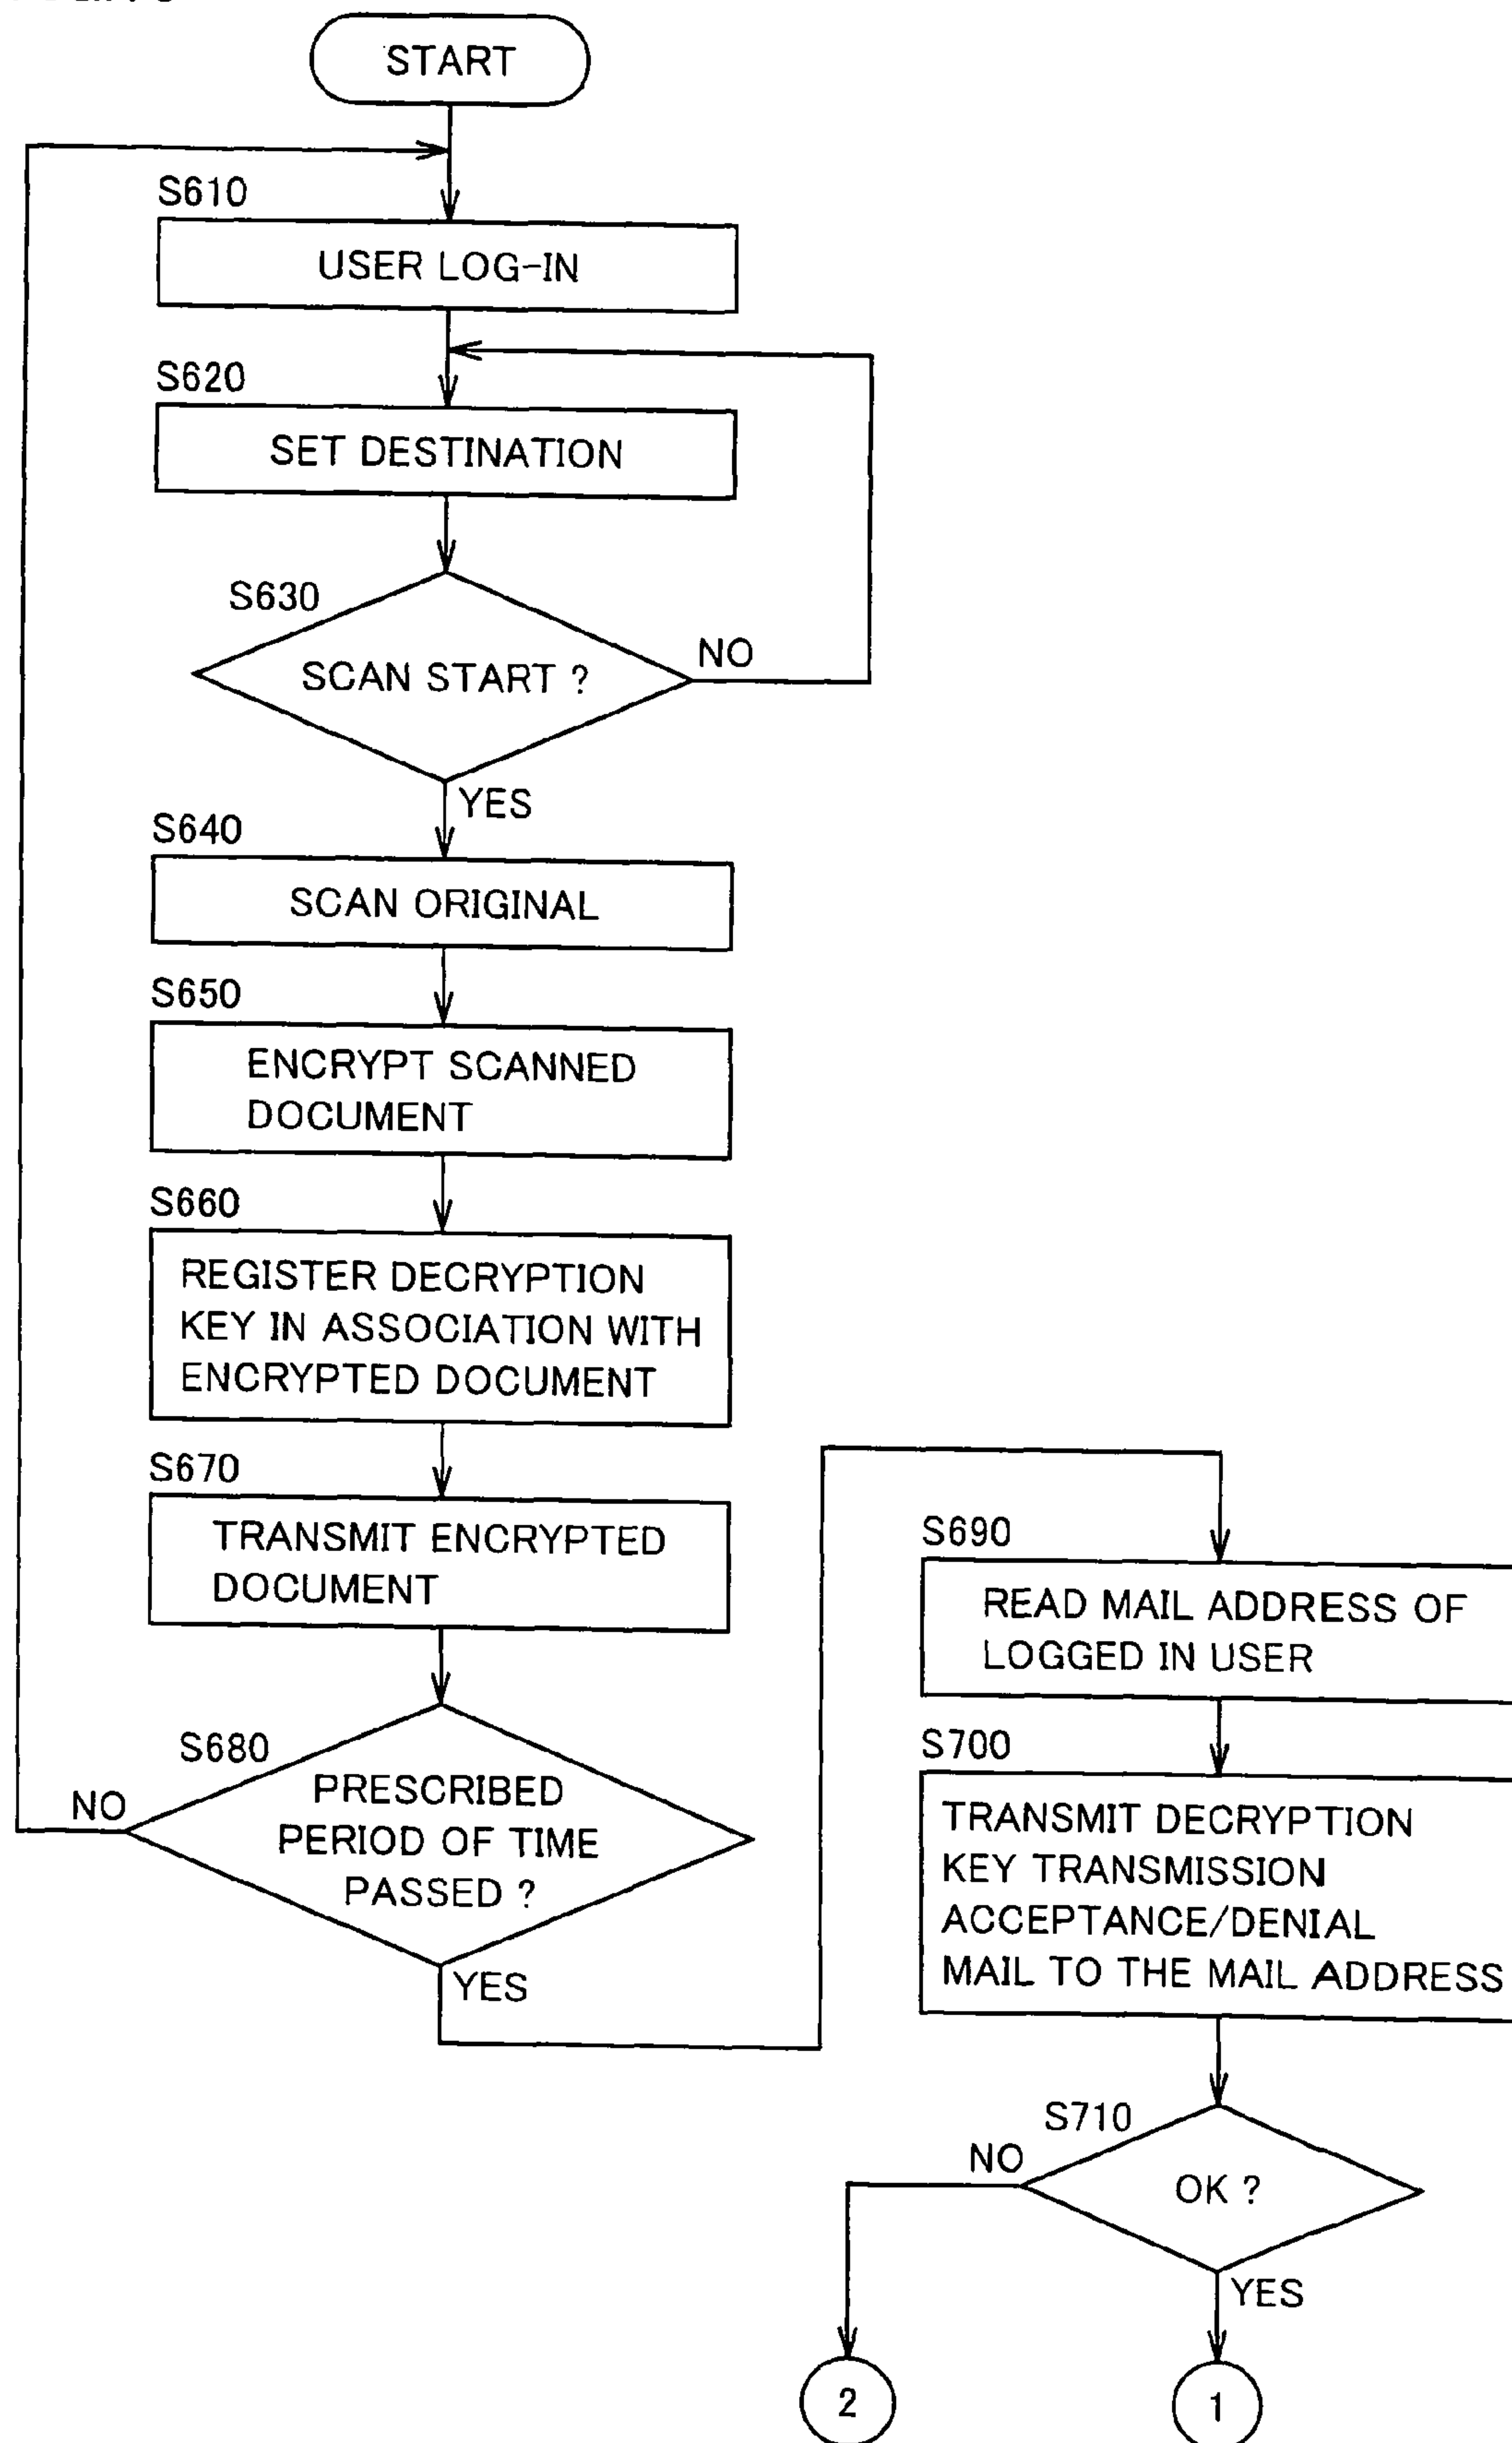 START
S610
USER LOG-IN
S620
SET DESTINATION
S630
SCAN START ?
NO
YES
S640
SCAN ORIGINAL
S650
ENCRYPT SCANNED
DOCUMENT
S660
REGISTER DECRYPTION
KEY IN ASSOCIATION WITH
ENCRYPTED DOCUMENT
S670
TRANSMIT ENCRYPTED
DOCUMENT
S680
PRESCRIBED
PERIOD OF TIME
PASSED ?
NO
YES
S690
READ MAIL ADDRESS OF
LOGGED IN USER
S700
TRANSMIT DECRYPTION
KEY TRANSMISSION
ACCEPTANCE/DENIAL
MAIL TO THE MAIL ADDRESS
S710
OK ?
NO
YES
2
1